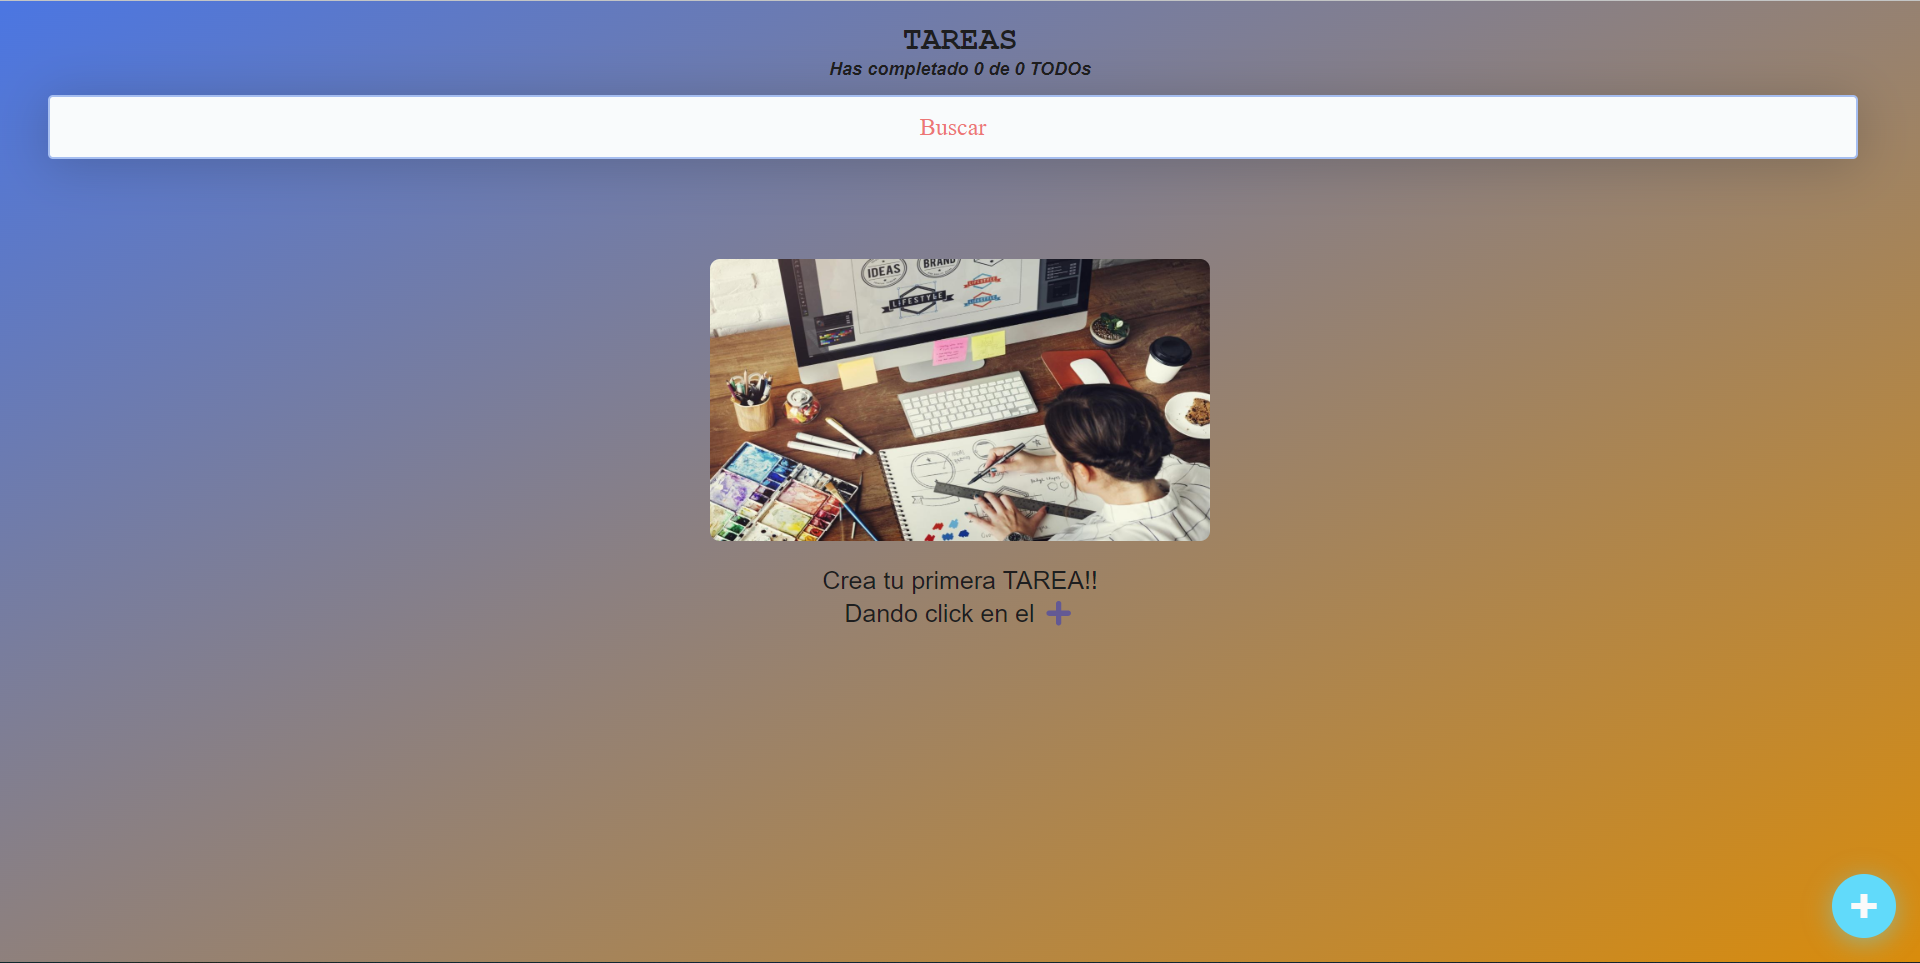 TAREAS
Has completado 0 de 0 TODOs
Buscar
IDEAS
BRAND
LIFESTYLE
Crea tu primera TAREA!!
Dando click en el